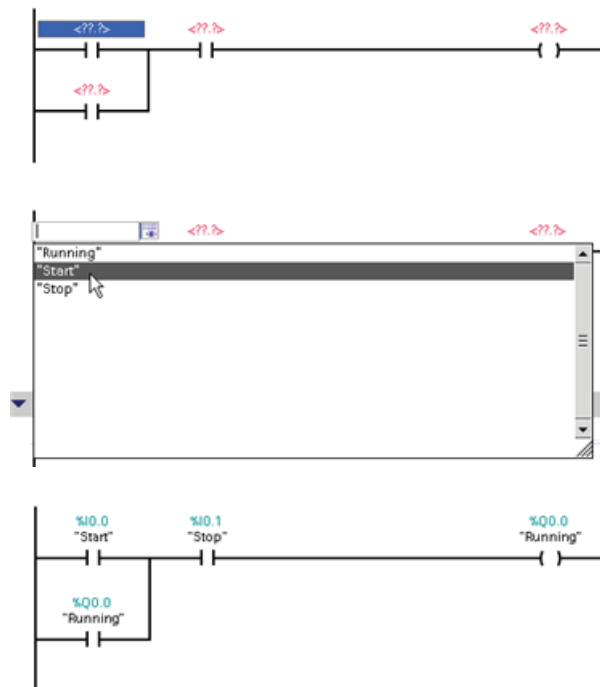 <??.?> <??.?> <??.?>
<??.?>
<??.?> <??.?>
"Running"
"Start"
"Stop"
%I0.0 %I0.1 %Q0.0
"Start" "Stop" "Running"
%Q0.0
"Running"